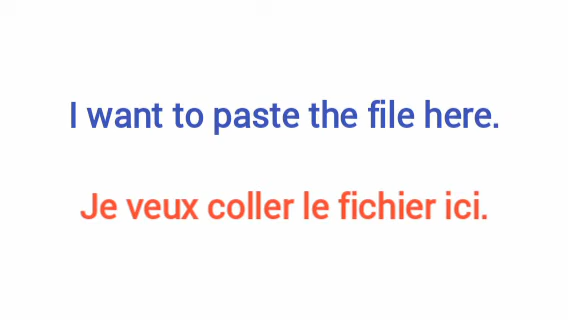 I want to paste the file here.
Je veux coller le fichier ici.